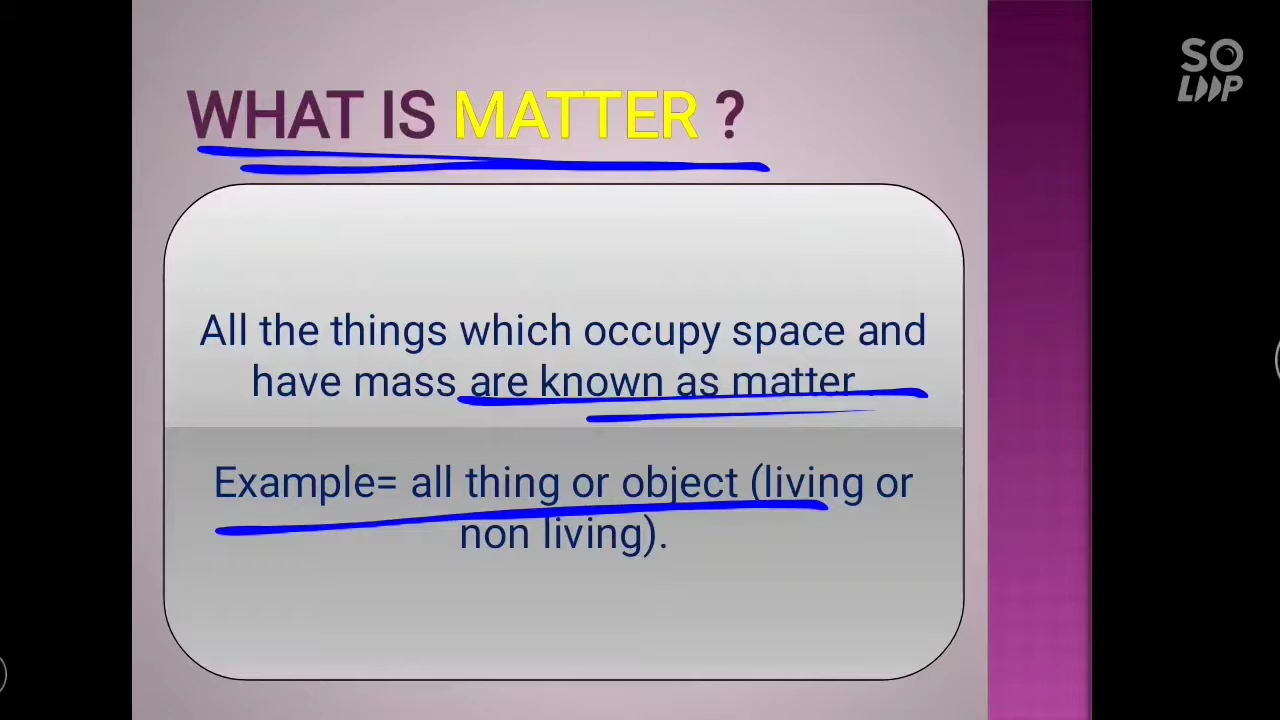 WHAT IS MATTER ?
All the things which occupy space and
have mass are known as matter .
Example= all thing or object (living or
non living).
SO
LOOP